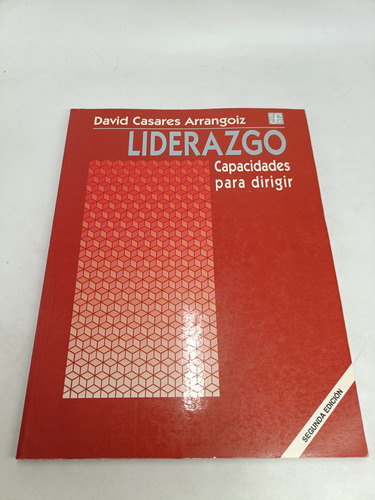 David Casares Arrangoiz
LIDERAZGO
Capacidades
para dirigir
SEGUNDA EDICIÓN